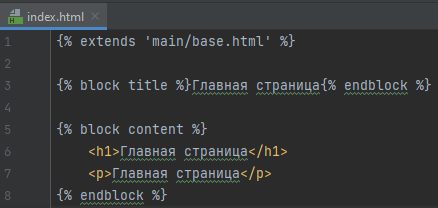 index.html
1 {% extends 'main/base.html' %}
2
3 {% block title %}Главная страница{% endblock %}
4
5 {% block content %}
6     <h1>Главная страница</h1>
7     <p>Главная страница</p>
8 {% endblock %}